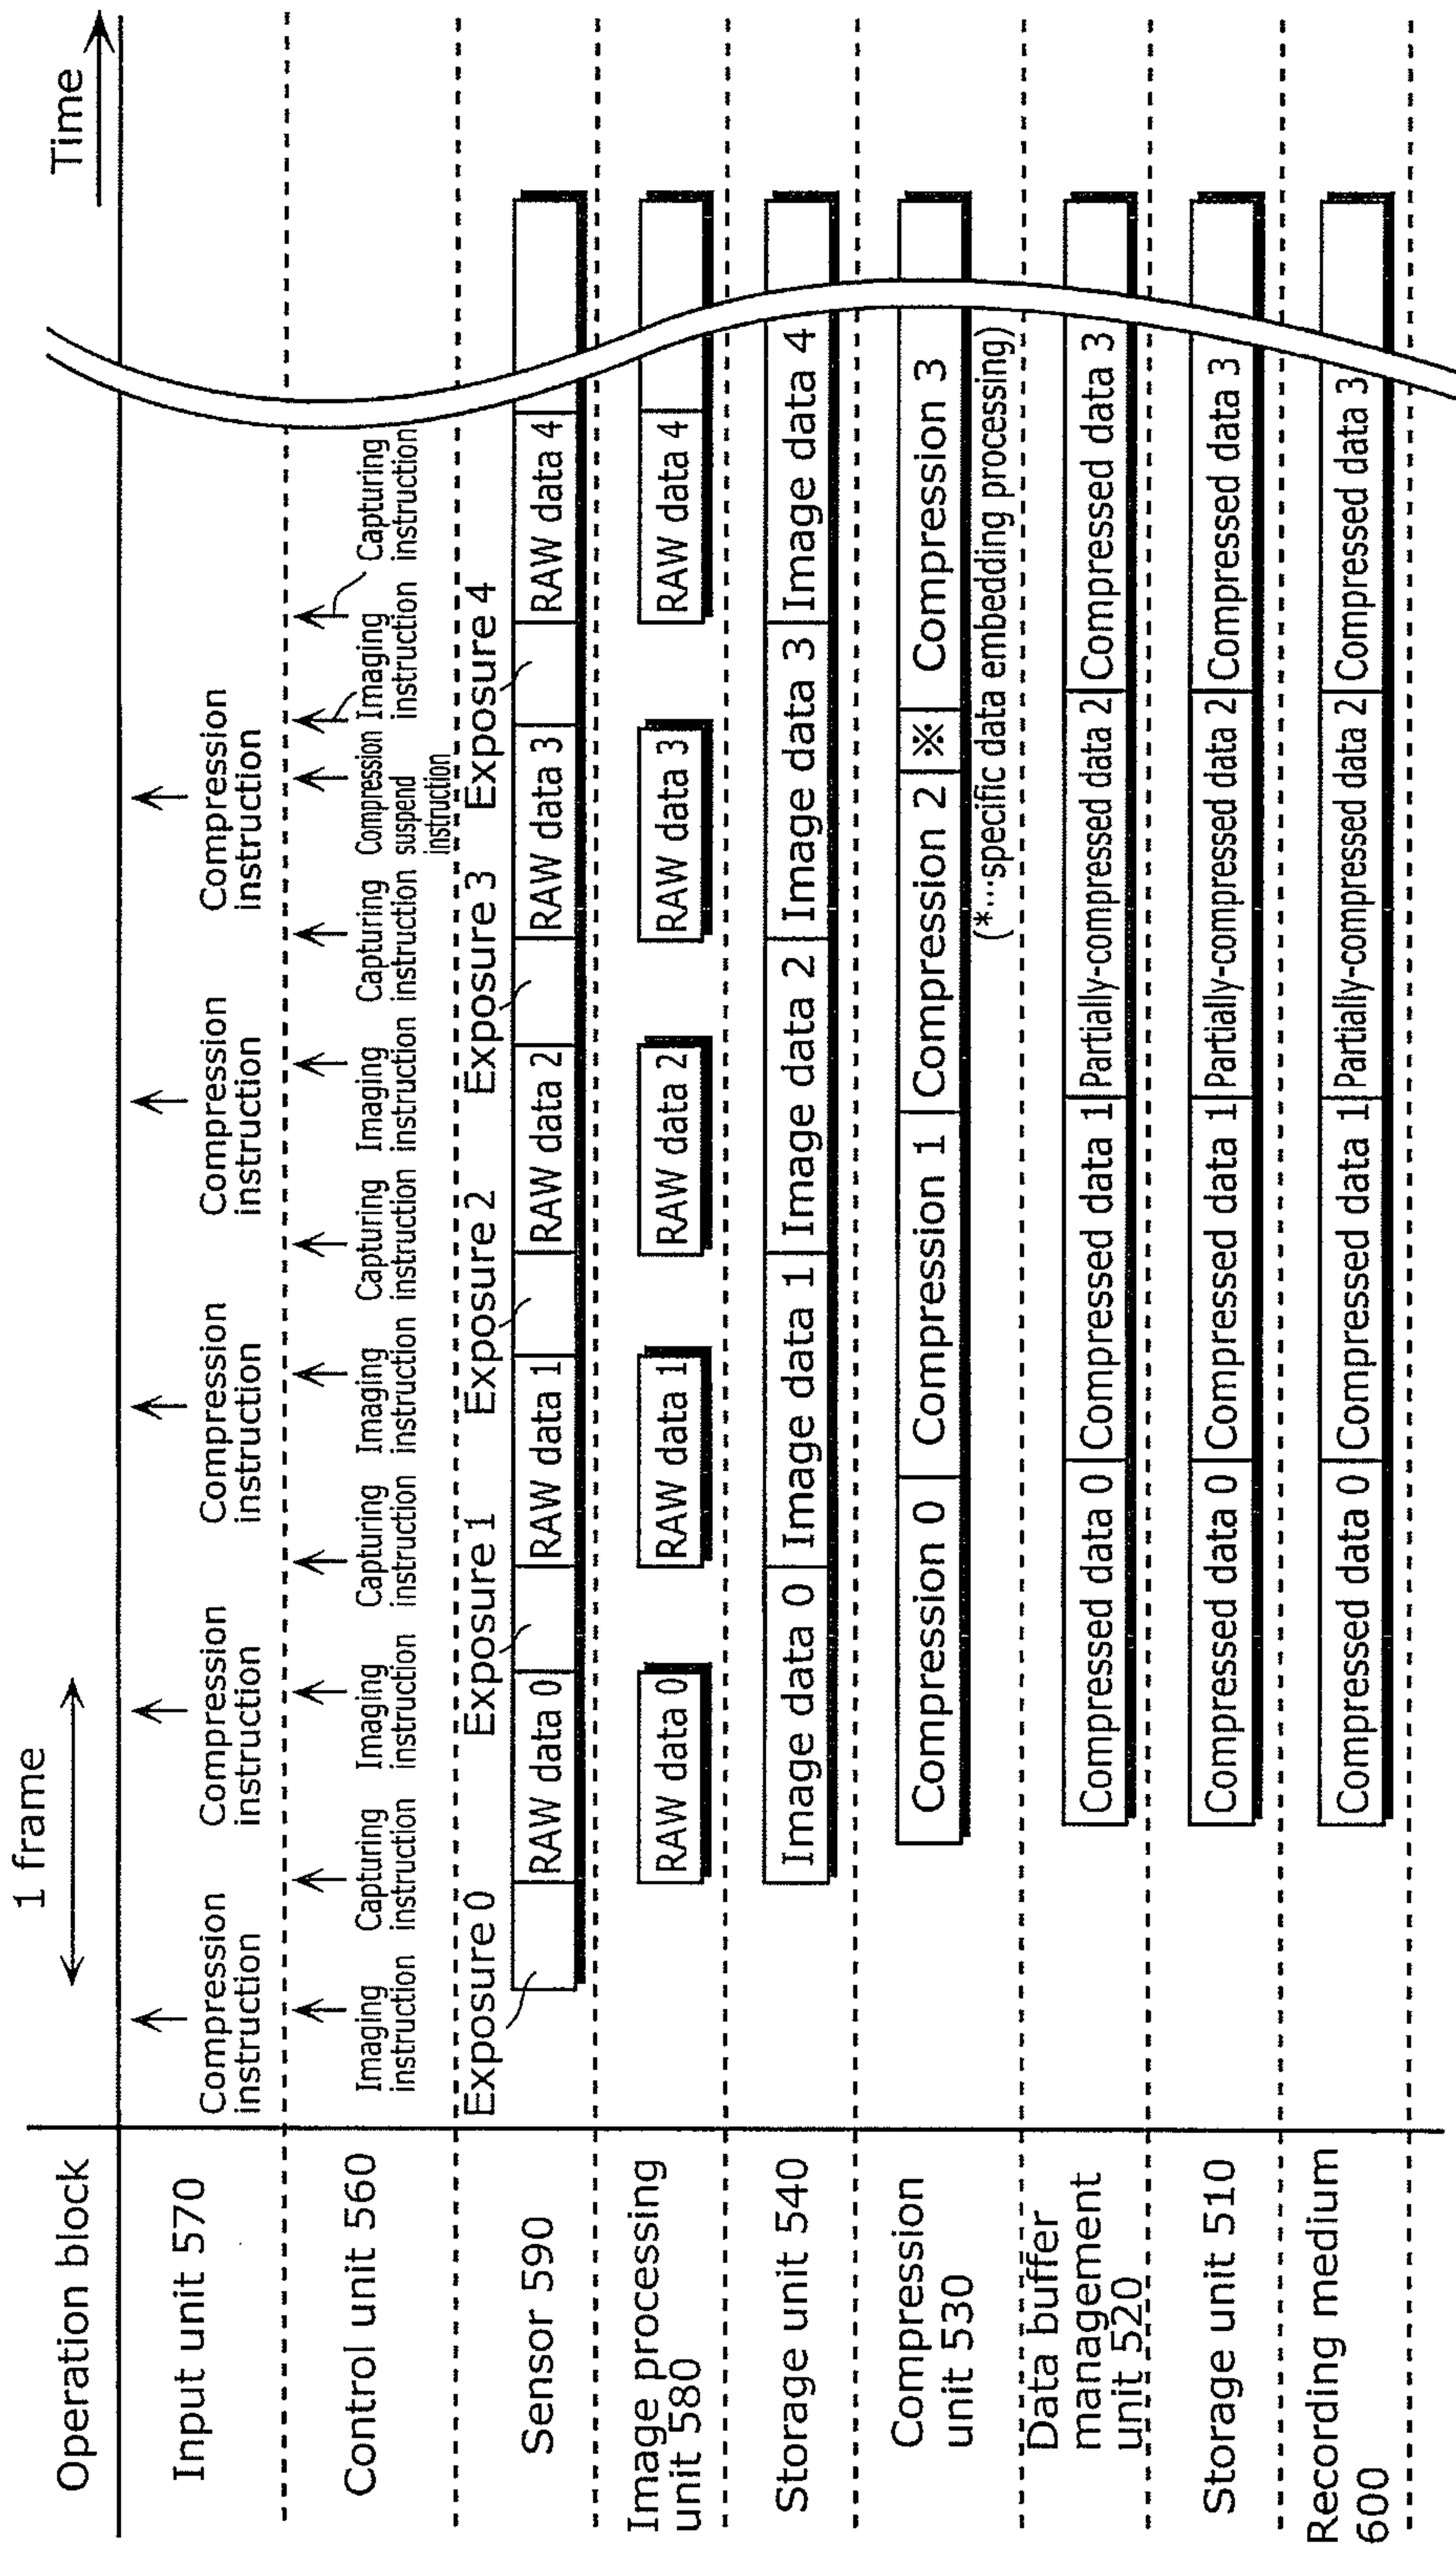 1 frame
Time
Operation block
Input unit 570
Compression
instruction
Compression
instruction
Compression
instruction
Compression
instruction
Compression
instruction
Control unit 560
Imaging
instruction
Capturing
instruction
Imaging
instruction
Capturing
instruction
Imaging
instruction
Capturing
instruction
Imaging
instruction
Capturing
instruction
Compression
suspend
instruction
Imaging
instruction
Capturing
instruction
Exposure 0
Exposure 1
Exposure 2
Exposure 3
Exposure 4
Sensor 590
RAW data 0
RAW data 1
RAW data 2
RAW data 3
RAW data 4
Image processing
unit 580
RAW data 0
RAW data 1
RAW data 2
RAW data 3
RAW data 4
Storage unit 540
Image data 0
Image data 1
Image data 2
Image data 3
Image data 4
Compression
unit 530
Compression 0
Compression 1
Compression 2
※
Compression 3
(*…specific data embedding processing)
Data buffer
management
unit 520
Compressed data 0
Compressed data 1
Partially-compressed data 2
Compressed data 3
Storage unit 510
Compressed data 0
Compressed data 1
Partially-compressed data 2
Compressed data 3
Recording medium
600
Compressed data 0
Compressed data 1
Partially-compressed data 2
Compressed data 3